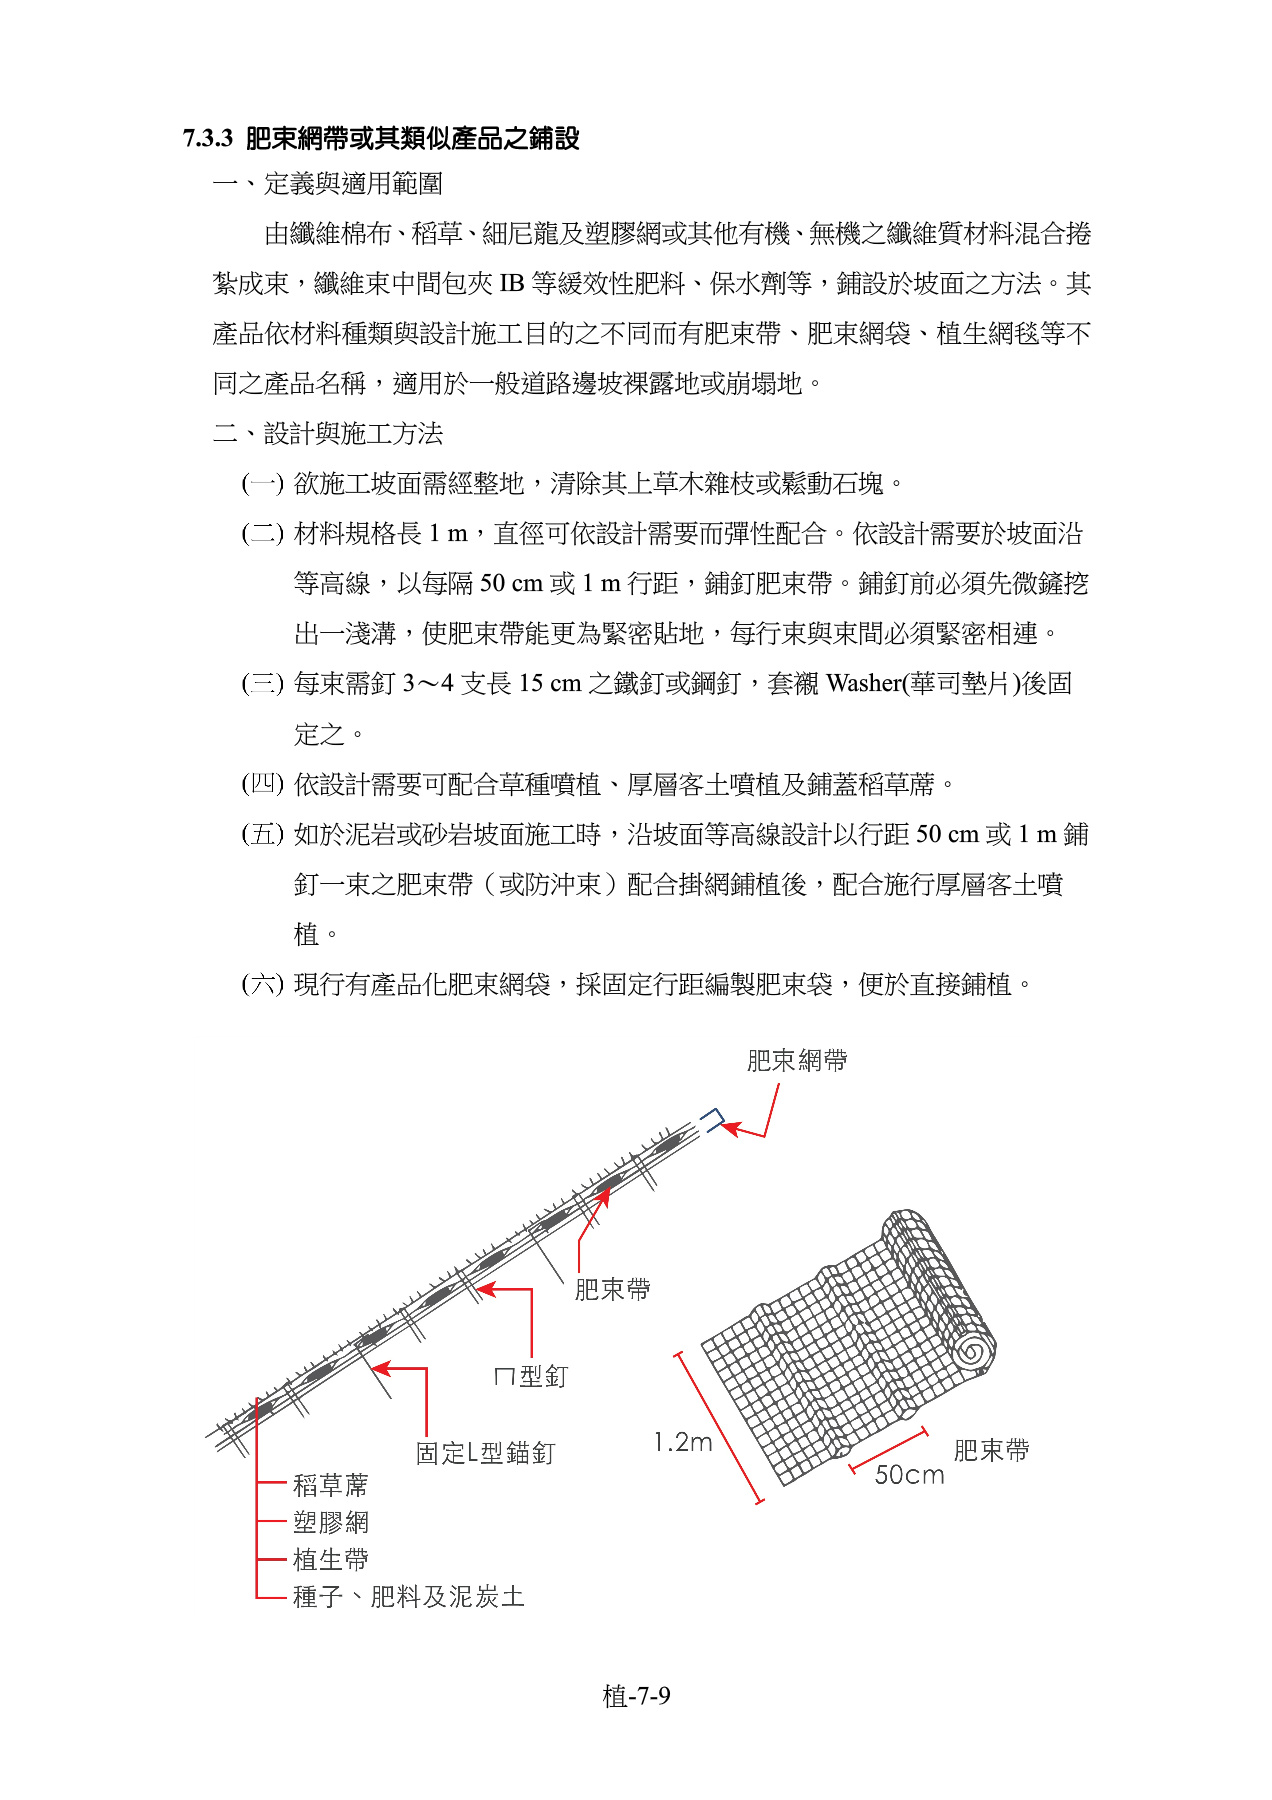 7.3.3 肥束網帶或其類似產品之鋪設
一、定義與適用範圍
由纖維棉布、稻草、細尼龍及塑膠網或其他有機、無機之纖維質材料混合捲
紮成束，纖維束中間包夾 IB 等緩效性肥料、保水劑等，鋪設於坡面之方法。其
產品依材料種類與設計施工目的之不同而有肥束帶、肥束網袋、植生網毯等不
同之產品名稱，適用於一般道路邊坡裸露地或崩塌地。
二、設計與施工方法
(一) 欲施工坡面需經整地，清除其上草木雜枝或鬆動石塊。
(二) 材料規格長 1 m，直徑可依設計需要而彈性配合。依設計需要於坡面沿
等高線，以每隔 50 cm 或 1 m 行距，鋪釘肥束帶。鋪釘前必須先微鏟挖
出一淺溝，使肥束帶能更為緊密貼地，每行束與束間必須緊密相連。
(三) 每束需釘 3～4 支長 15 cm 之鐵釘或鋼釘，套襯 Washer(華司墊片)後固
定之。
(四) 依設計需要可配合草種噴植、厚層客土噴植及鋪蓋稻草蓆。
(五) 如於泥岩或砂岩坡面施工時，沿坡面等高線設計以行距 50 cm 或 1 m 鋪
釘一束之肥束帶（或防沖束）配合掛網鋪植後，配合施行厚層客土噴
植。
(六) 現行有產品化肥束網袋，採固定行距編製肥束袋，便於直接鋪植。
肥束網帶
肥束帶
ㄇ型釘
固定L型錨釘
稻草蓆
塑膠網
植生帶
種子、肥料及泥炭土
1.2m
50cm
肥束帶
植-7-9